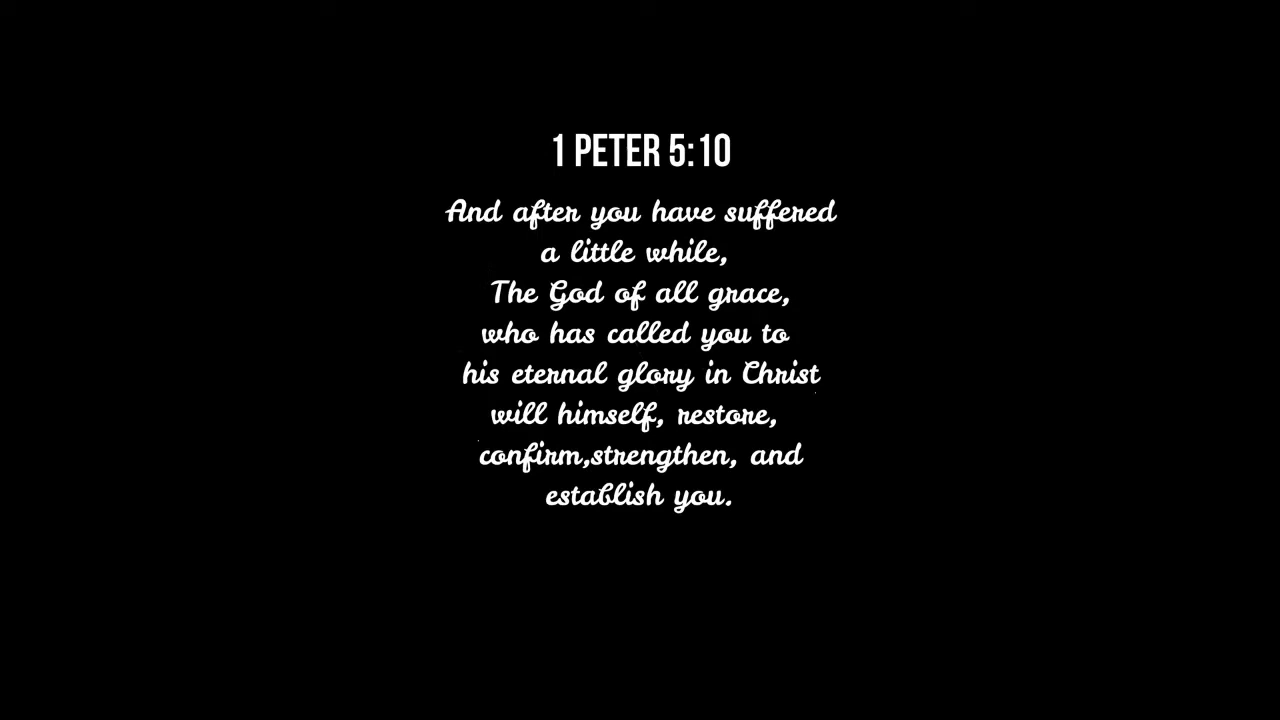 1 PETER 5:10
And after you have suffered
a little while,
The God of all grace,
who has called you to
his eternal glory in Christ
will himself, restore,
confirm,strengthen, and
establish you.